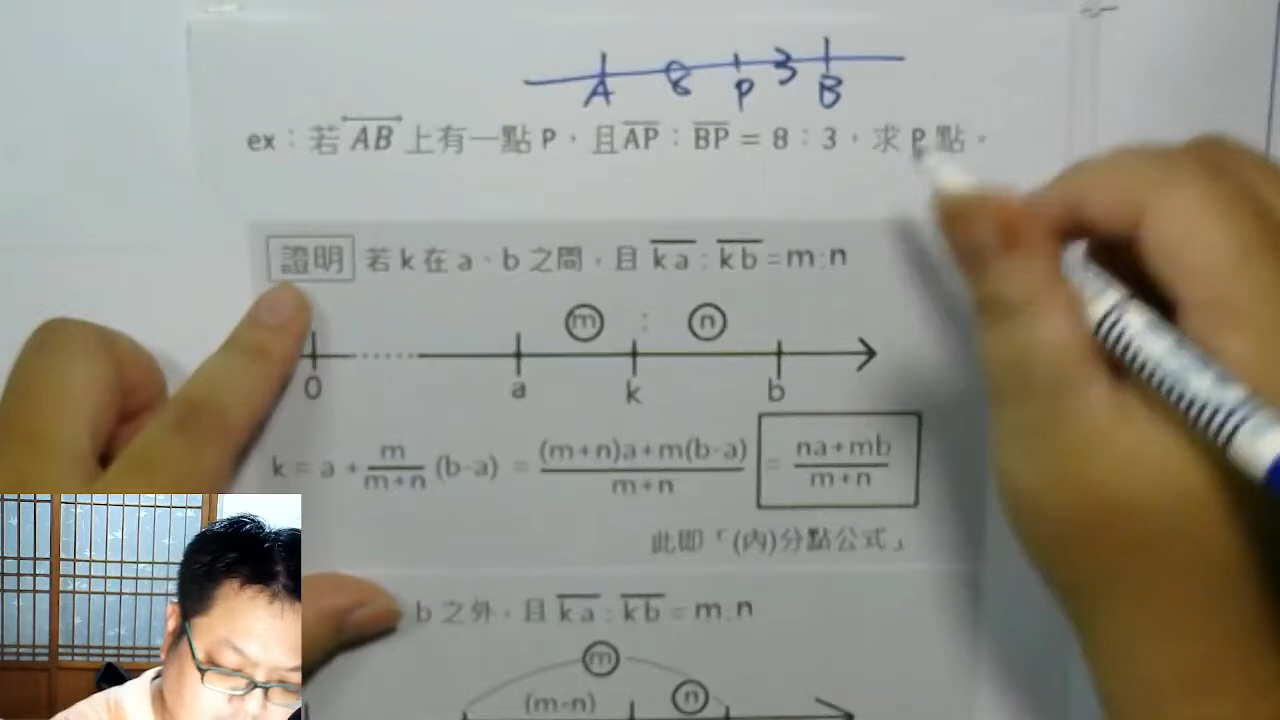 A 8 P 3 B
ex：若 AB 上有一點 P，且 AP：BP = 8：3，求 P 點。
證明 若 k 在 a、b 之間，且 ka : kb = m : n
m : n
0 a k b
k = a + m/(m+n) (b-a) = ((m+n)a+m(b-a))/(m+n) = (na+mb)/(m+n)
此即「(內)分點公式」
b 之外，且 ka : kb = m : n
m
(m-n) n